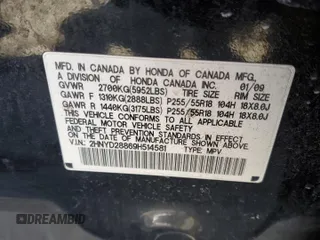 MFD. IN CANADA BY HONDA OF CANADA MFG.,
A DIVISION OF HONDA CANADA INC. 01/09
GVWR 2700KG(5952LBS) TIRE SIZE RIM SIZE
GAWR F 1310KG(2888LBS) P255/55R18 104H 18X8.0J
GAWR R 1440KG(3175LBS) P255/55R18 104H 18X8.0J
THIS VEHICLE CONFORMS TO ALL APPLICABLE
FEDERAL MOTOR VEHICLE SAFETY STANDARDS IN
EFFECT ON THE DATE OF MANUFACTURE SHOWN ABOVE.
V.I.N.: 2HNYD28869H514581 TYPE: MPV
DREAMBID